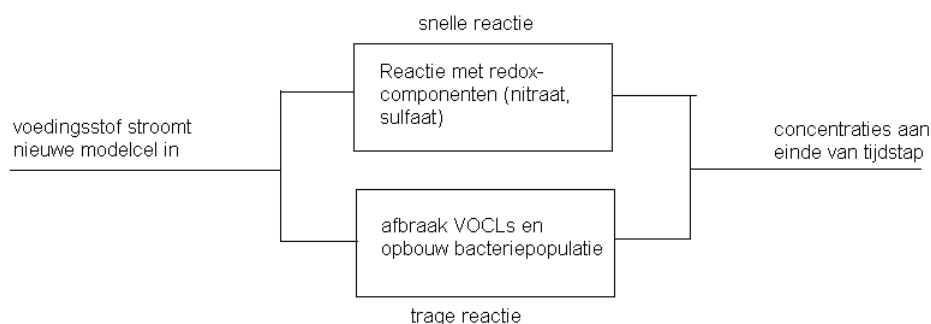 snelle reactie
Reactie met redox-
componenten (nitraat,
sulfaat)
voedingsstof stroomt
nieuwe modelcel in
concentraties aan
einde van tijdstap
afbraak VOCLs en
opbouw bacteriepopulatie
trage reactie